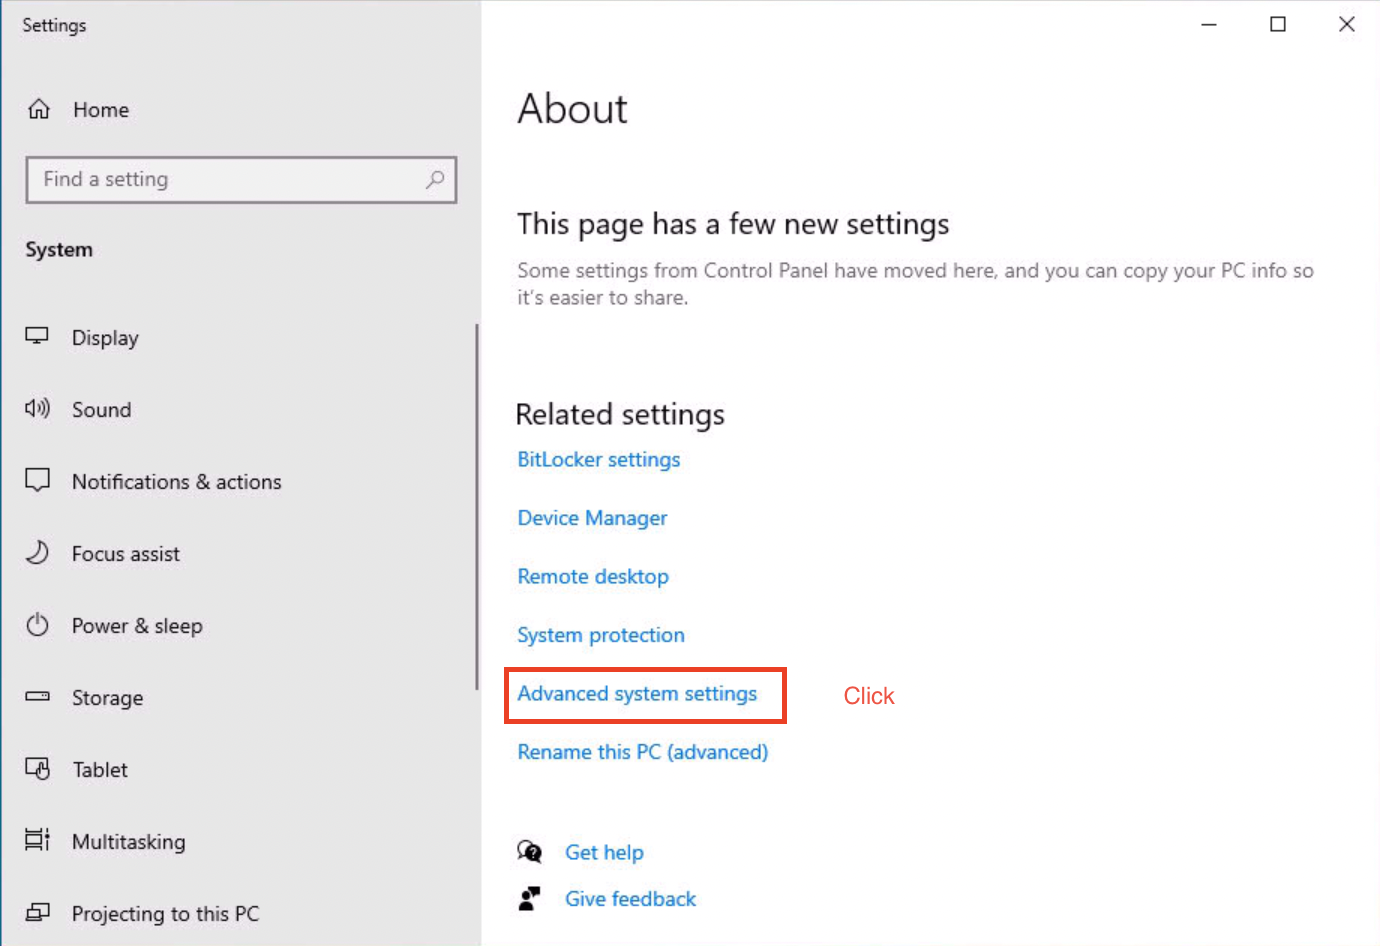 Settings
Home
Find a setting
System
Display
Sound
Notifications & actions
Focus assist
Power & sleep
Storage
Tablet
Multitasking
Projecting to this PC
About
This page has a few new settings
Some settings from Control Panel have moved here, and you can copy your PC info so
it's easier to share.
Related settings
BitLocker settings
Device Manager
Remote desktop
System protection
Advanced system settings
Click
Rename this PC (advanced)
Get help
Give feedback